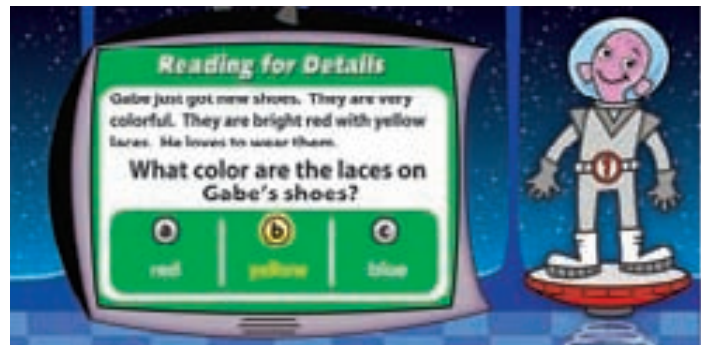 Reading for Details
Gabe just got new shoes. They are very
colorful. They are bright red with yellow
laces. He loves to wear them.
What color are the laces on
Gabe's shoes?
a b c
red yellow blue
1